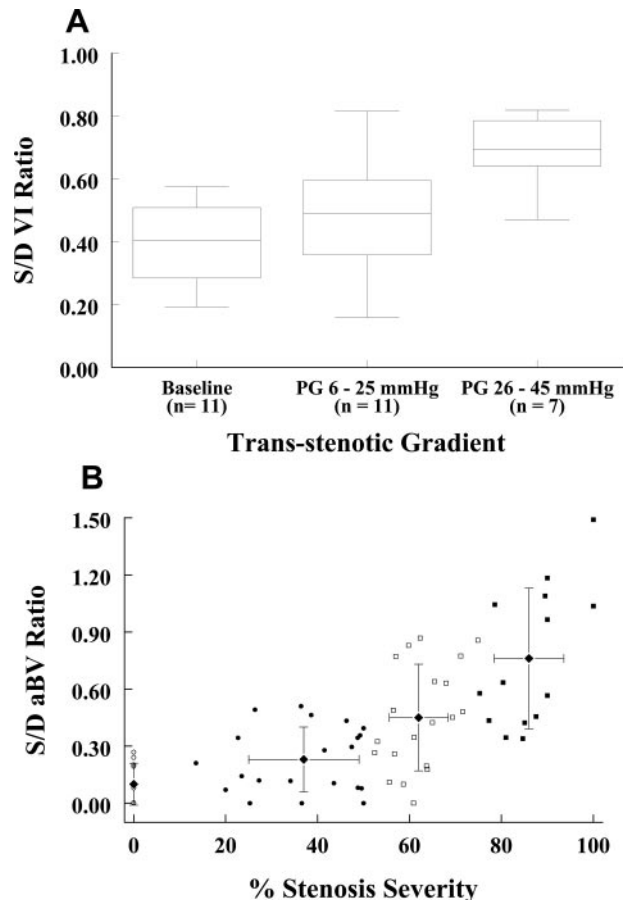 A
S/D VI Ratio
1.00
0.80
0.60
0.40
0.20
0.00
Baseline
(n= 11)
PG 6 - 25 mmHg
(n = 11)
PG 26 - 45 mmHg
(n = 7)
Trans-stenotic Gradient
B
S/D aBV Ratio
1.50
1.20
0.90
0.60
0.30
0.00
0 20 40 60 80 100
% Stenosis Severity